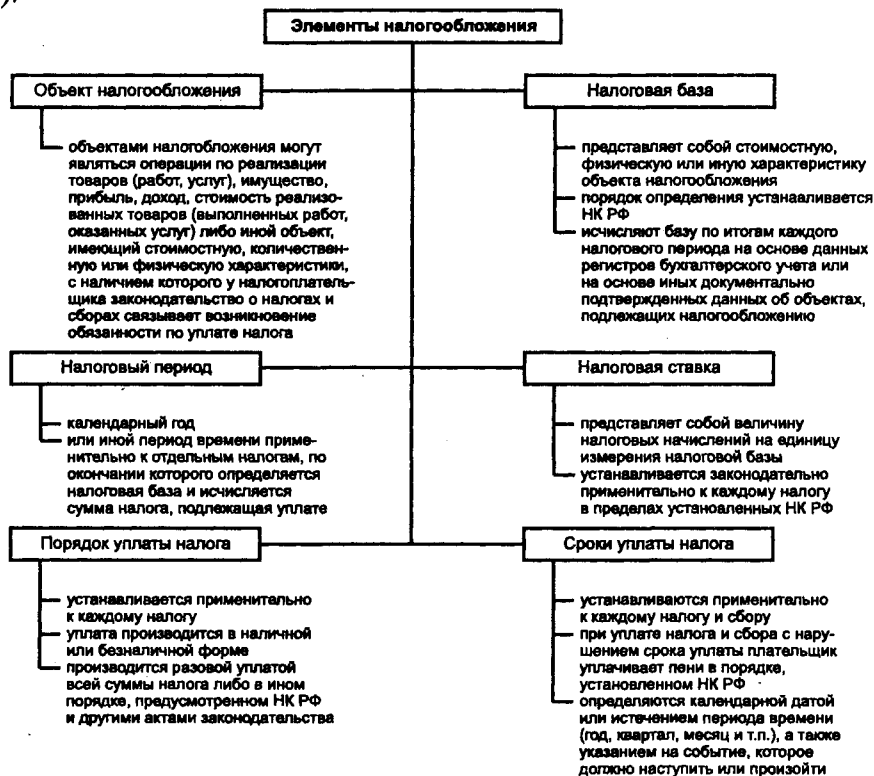 ).
Элементы налогообложения
Объект налогообложения
объектами налогобложения могут
являться операции по реализации
товаров (работ, услуг), имущество,
прибыль, доход, стоимость реализо-
ванных товаров (выполненных работ,
оказанных услуг) либо иной объект,
имеющий стоимостную, количествен-
ную или физическую характеристики,
с наличием которого у налогоплатель-
щика законодательство о налогах и
сборах связывает возникновение
обязанности по уплате налога
Налоговая база
представляет собой стоимостную,
физическую или иную характеристику
объекта налогообложения
порядок определения устанавливается
НК РФ
исчисляют базу по итогам каждого
налогового периода на основе данных
регистров бухгалтерского учета или
на основе иных документально
подтвержденных данных об объектах,
подлежащих налогообложению
Налоговый период
календарный год
или иной период времени приме-
нительно к отдельным налогам, по
окончании которого определяется
налоговая база и исчисляется
сумма налога, подлежащая уплате
Налоговая ставка
представляет собой величину
налоговых начислений на единицу
измерения налоговой базы
устанавливается законодательно
применительно к каждому налогу
в пределах установленных НК РФ
Порядок уплаты налога
устанавливается применительно
к каждому налогу
уплата производится в наличной
или безналичной форме
производится разовой уплатой
всей суммы налога либо в ином
порядке, предусмотренном НК РФ
и другими актами законодательства
Сроки уплаты налога
устанавливаются применительно
к каждому налогу и сбору
при уплате налога и сбора с нару-
шением срока уплаты плательщик
уплачивает пени в порядке,
установленном НК РФ
определяются календарной датой
или истечением периода времени
(год, квартал, месяц и т.п.), а также
указанием на событие, которое
должно наступить или произойти